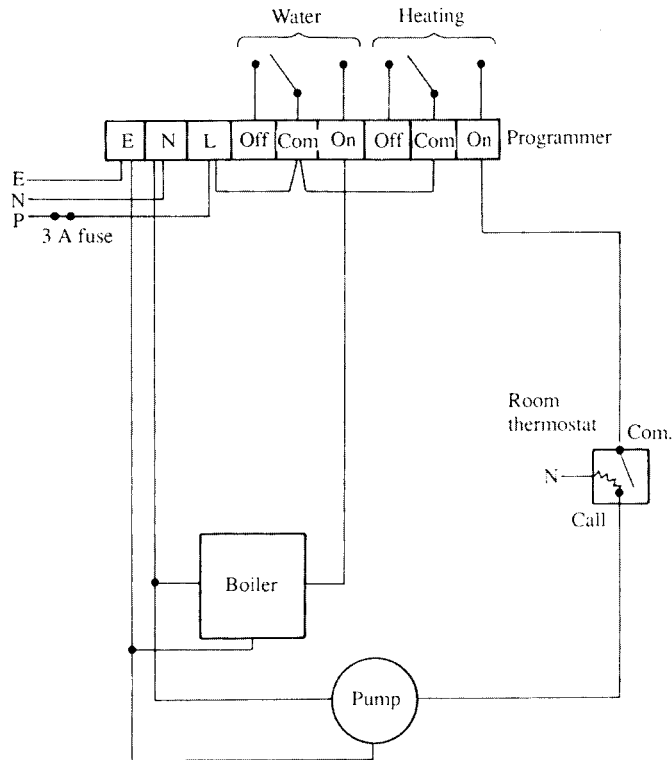 Water
Heating
E N L Off Com On Off Com On
Programmer
E
N
P
3 A fuse
Room
thermostat
Com.
N
Call
Boiler
Pump